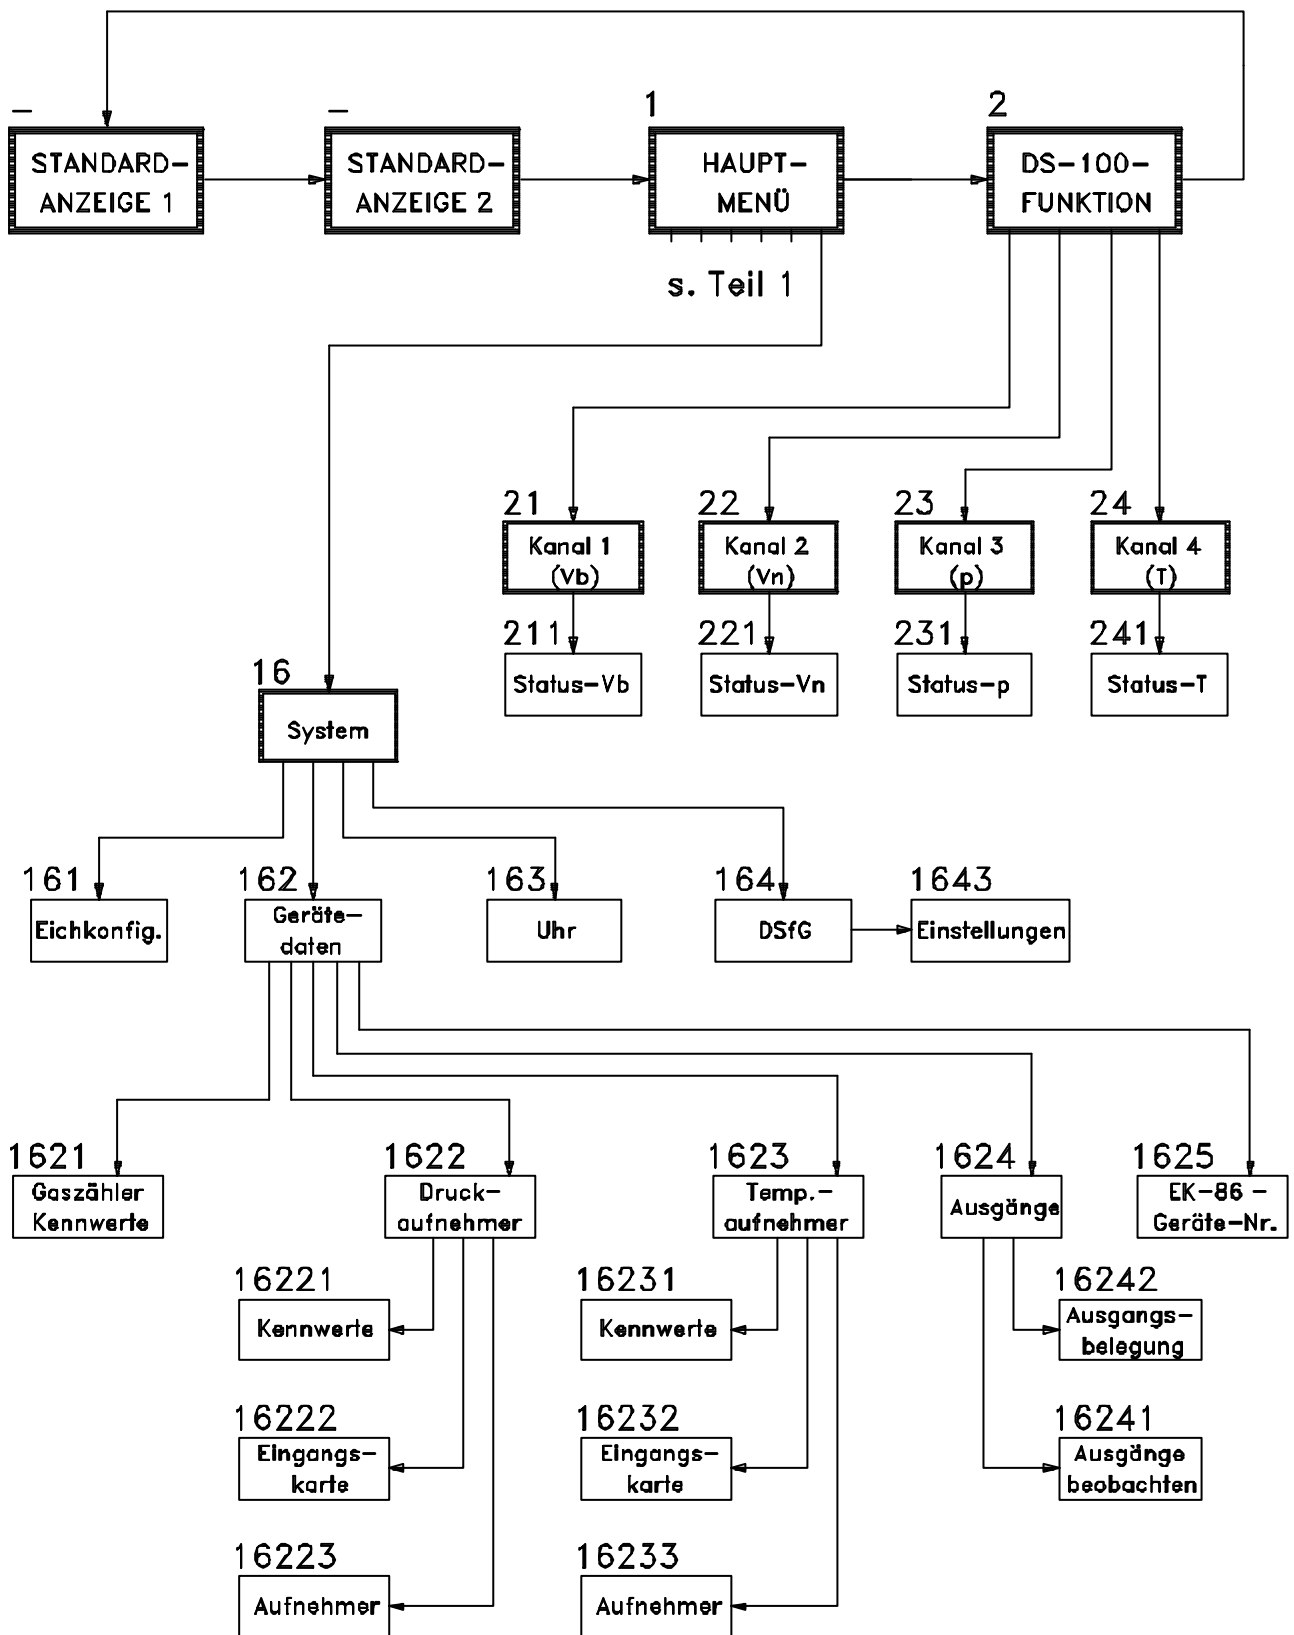 –
–
1
2
STANDARD–
ANZEIGE 1
STANDARD–
ANZEIGE 2
HAUPT–
MENÜ
DS–100–
FUNKTION
s. Teil 1
21
22
23
24
Kanal 1
(Vb)
Kanal 2
(Vn)
Kanal 3
(p)
Kanal 4
(T)
211
221
231
241
Status–Vb
Status–Vn
Status–p
Status–T
16
System
161
162
163
164
1643
Eichkonfig.
Geräte–
daten
Uhr
DSfG
Einstellungen
1621
1622
1623
1624
1625
Gaszähler
Kennwerte
Druck–
aufnehmer
Temp.–
aufnehmer
Ausgänge
EK–86 –
Geräte–Nr.
16221
16231
16242
Kennwerte
Kennwerte
Ausgangs–
belegung
16222
16232
16241
Eingangs–
karte
Eingangs–
karte
Ausgänge
beobachten
16223
16233
Aufnehmer
Aufnehmer